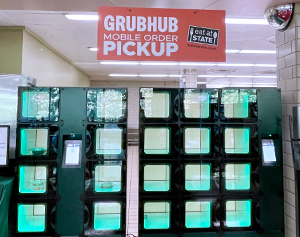 GRUBHUB
MOBILE ORDER
PICKUP
eat at
STATE